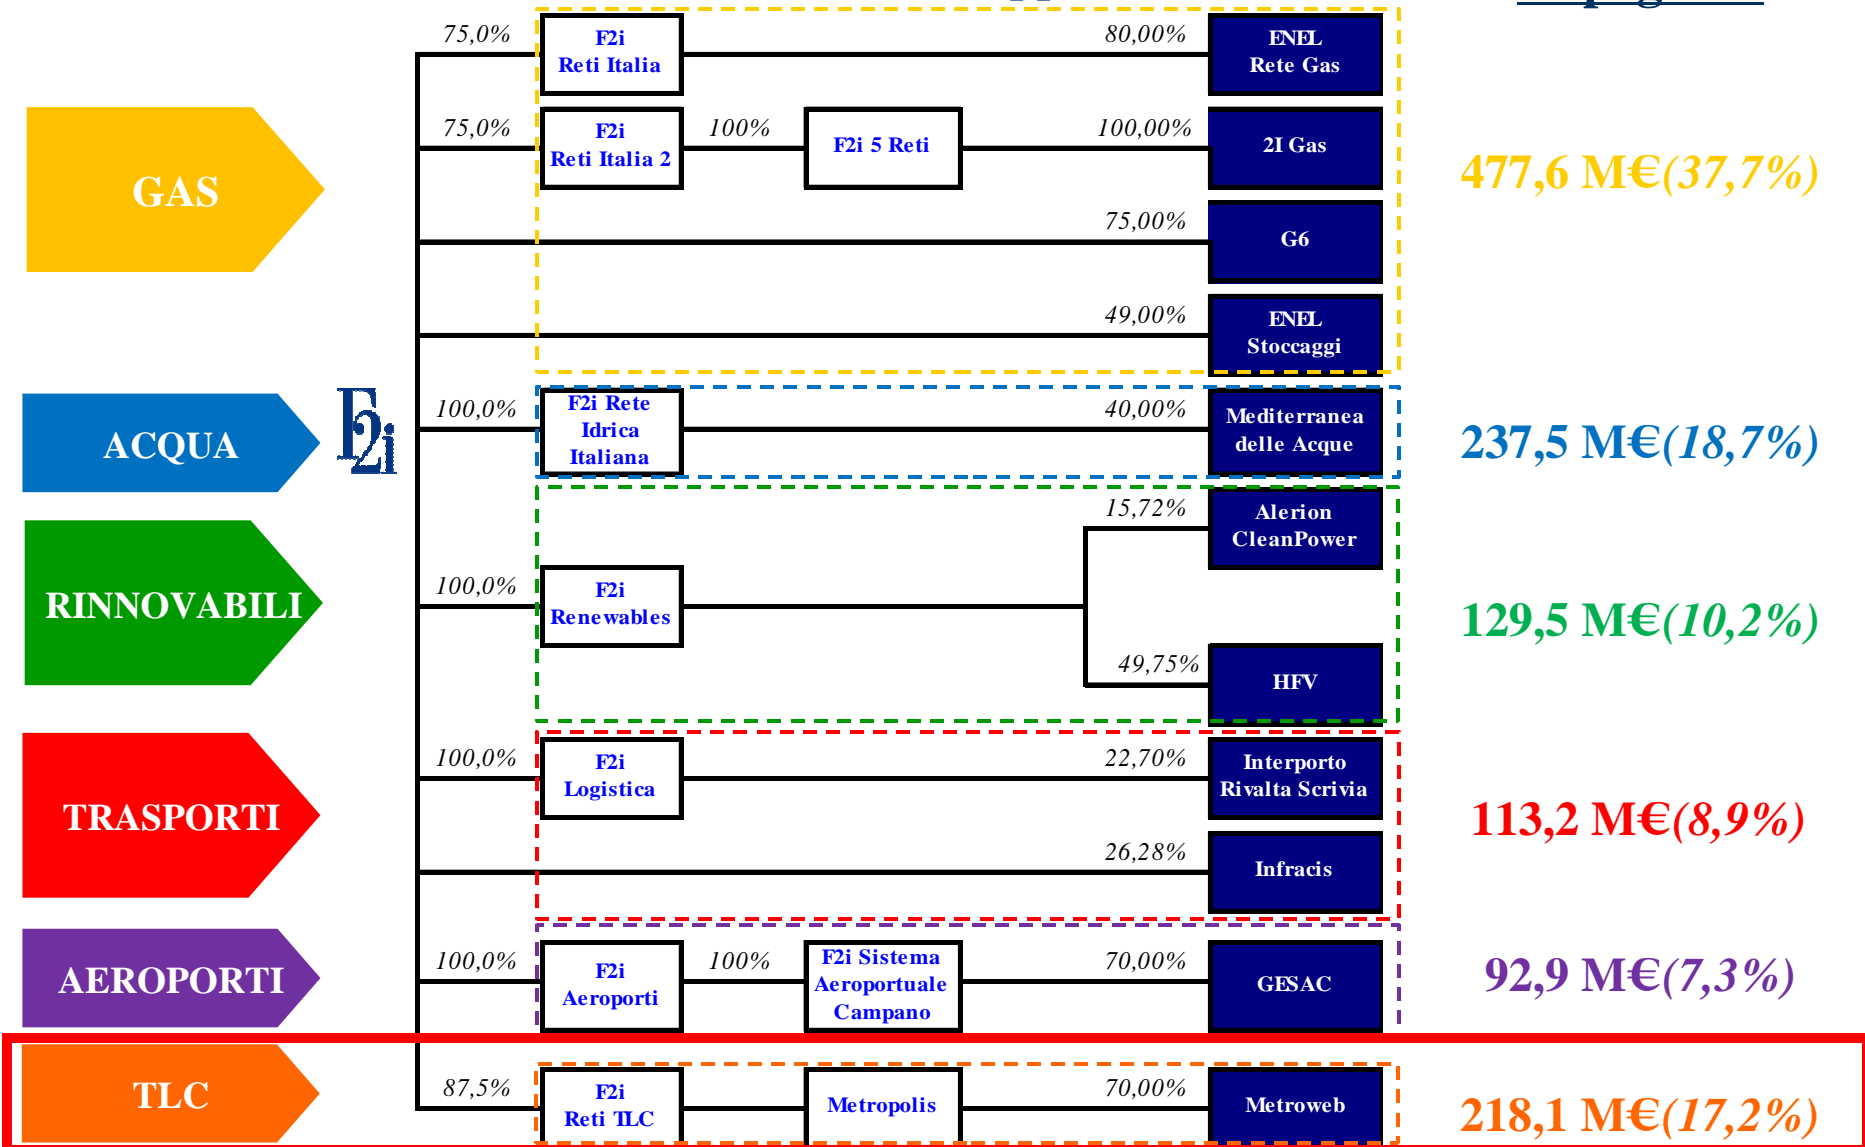 75,0%
F2i
Reti Italia
80,00%
ENEL
Rete Gas
GAS
75,0%
F2i
Reti Italia 2
100%
F2i 5 Reti
100,00%
2I Gas
477,6 M€(37,7%)
75,00%
G6
49,00%
ENEL
Stoccaggi
ACQUA
F2i
100,0%
F2i Rete
Idrica
Italiana
40,00%
Mediterranea
delle Acque
237,5 M€(18,7%)
RINNOVABILI
100,0%
F2i
Renewables
15,72%
Alerion
CleanPower
49,75%
HFV
129,5 M€(10,2%)
TRASPORTI
100,0%
F2i
Logistica
22,70%
Interporto
Rivalta Scrivia
26,28%
Infracis
113,2 M€(8,9%)
AEROPORTI
100,0%
F2i
Aeroporti
100%
F2i Sistema
Aeroportuale
Campano
70,00%
GESAC
92,9 M€(7,3%)
TLC
87,5%
F2i
Reti TLC
Metropolis
70,00%
Metroweb
218,1 M€(17,2%)